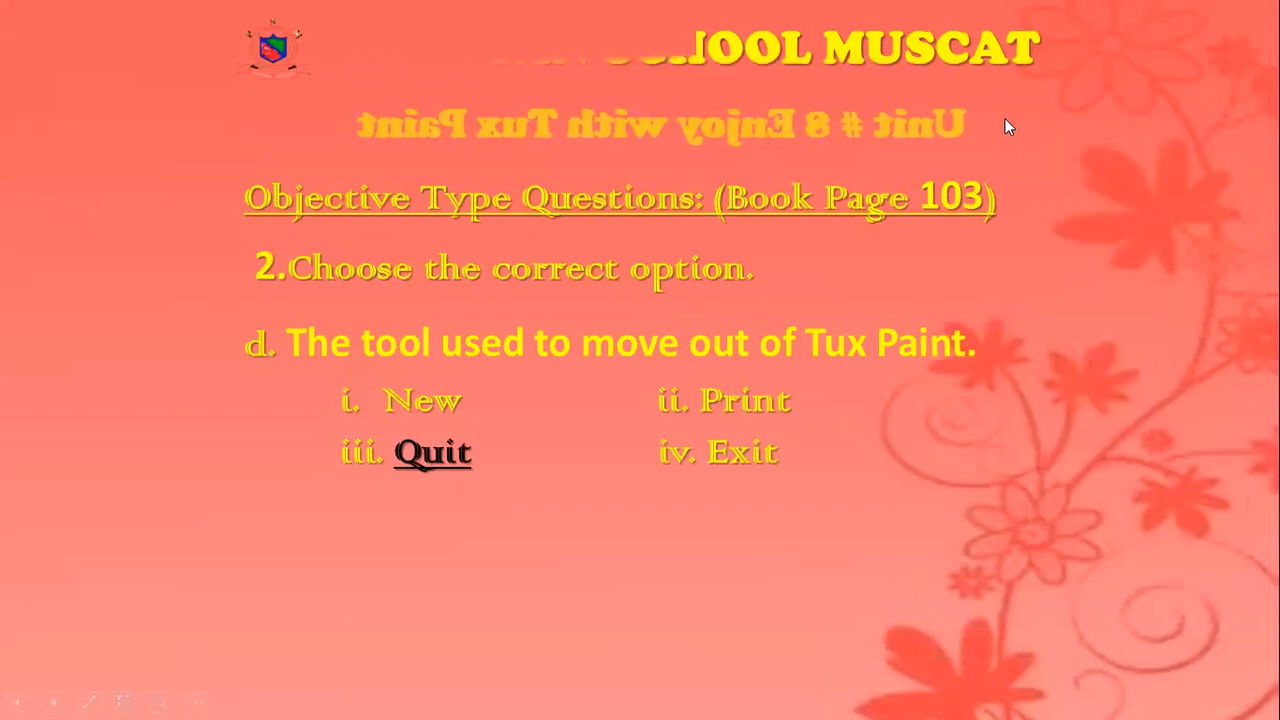 SCHOOL MUSCAT
Unit # 8 Enjoy with Tux Paint
Objective Type Questions: (Book Page 103)
2.Choose the correct option.
d. The tool used to move out of Tux Paint.
i. New ii. Print
iii. Quit iv. Exit